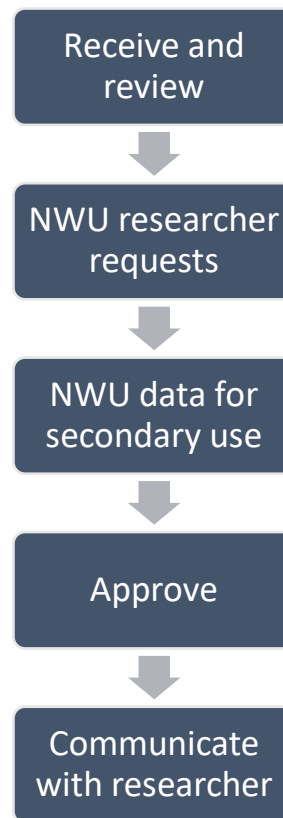 Receive and
review
NWU researcher
requests
NWU data for
secondary use
Approve
Communicate
with researcher